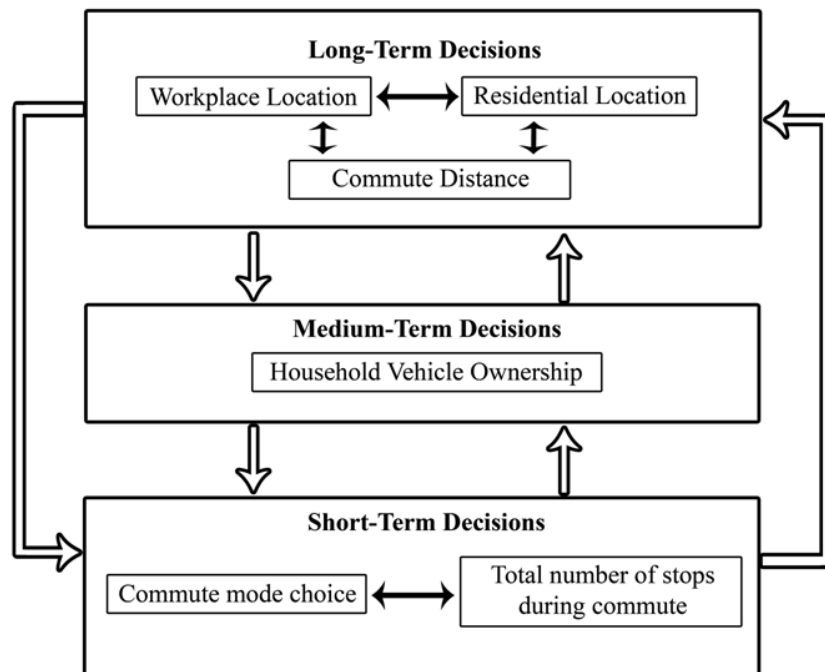 Long-Term Decisions
Workplace Location
Residential Location
Commute Distance
Medium-Term Decisions
Household Vehicle Ownership
Short-Term Decisions
Commute mode choice
Total number of stops
during commute